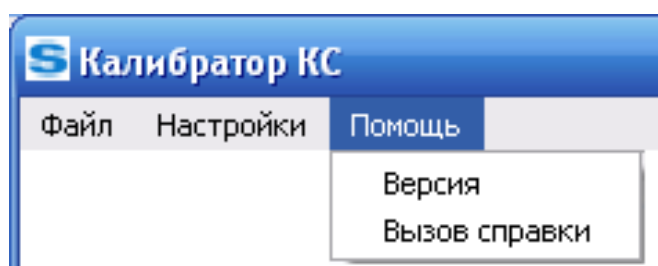 S Калибратор КС
Файл Настройки Помощь
Версия
Вызов справки